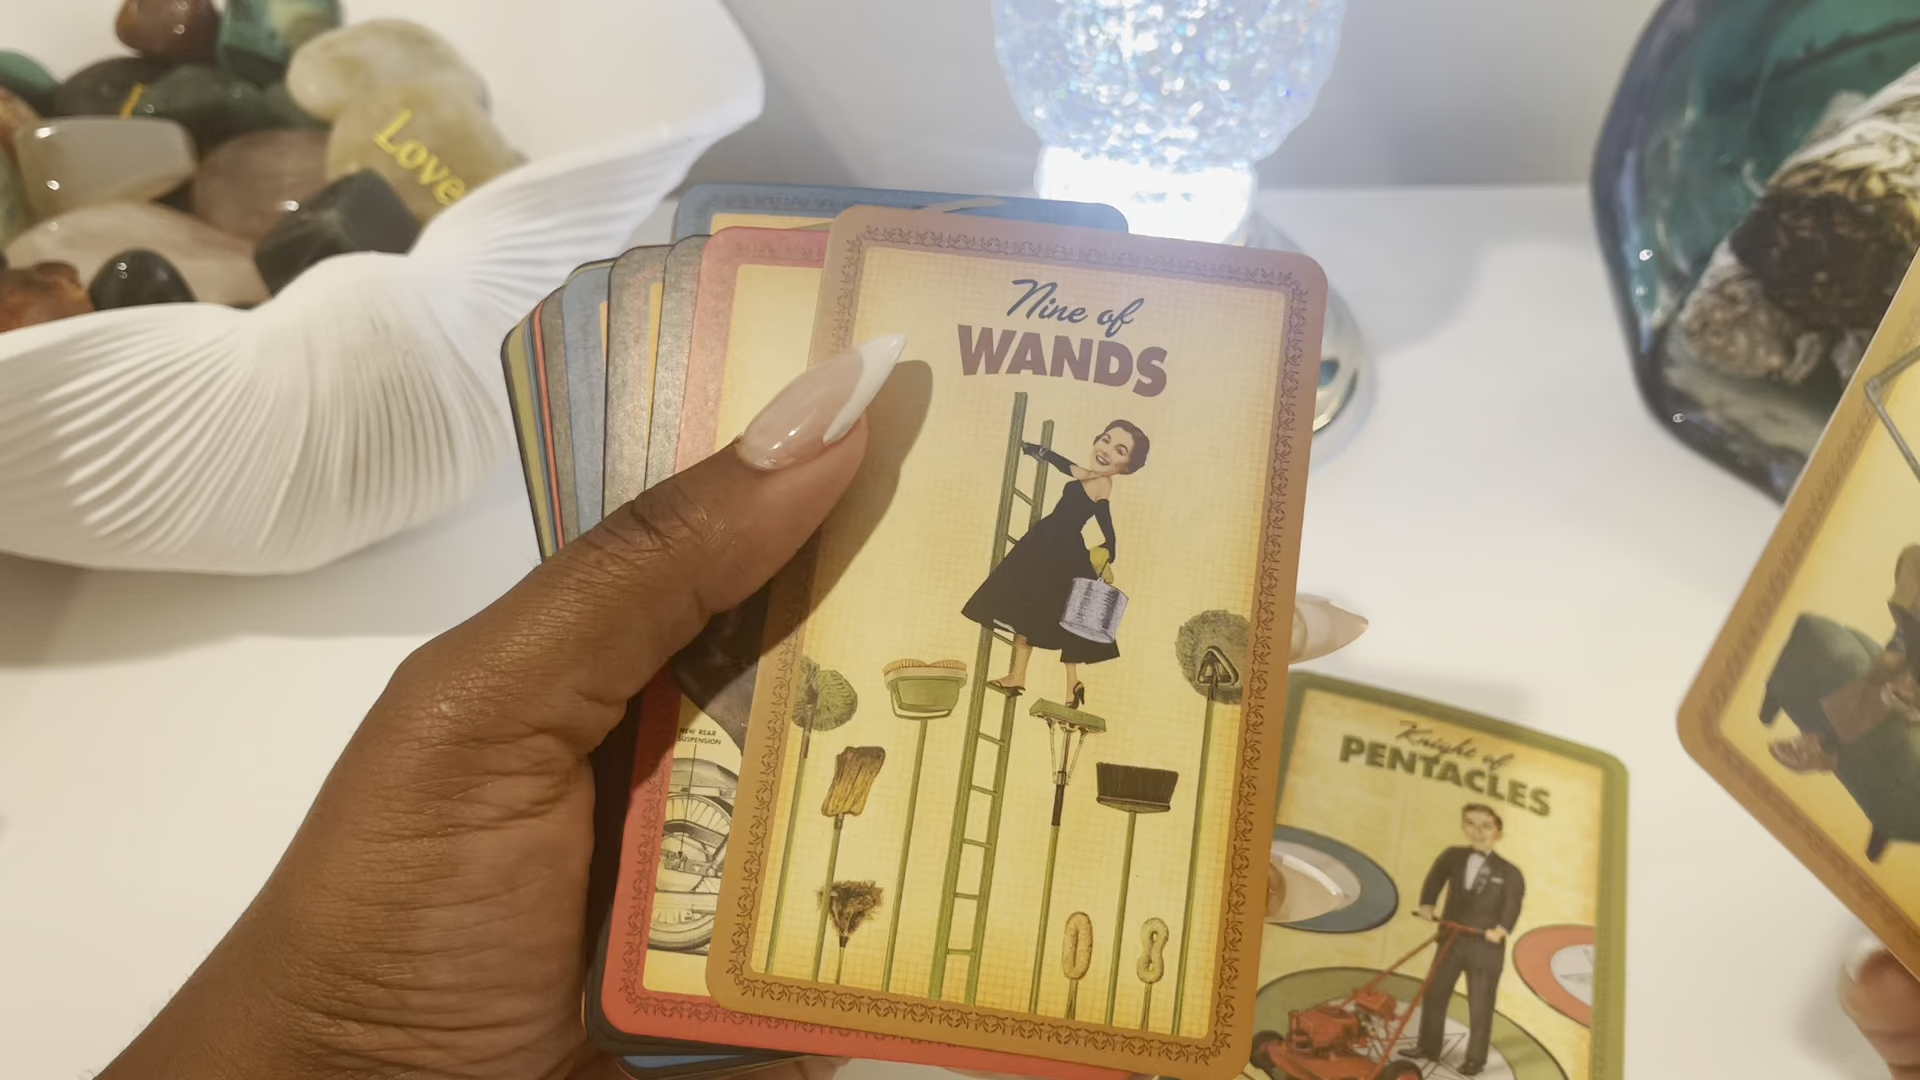 Love
Nine of
WANDS
NEW REAR
SUSPENSION
Knight of
PENTACLES